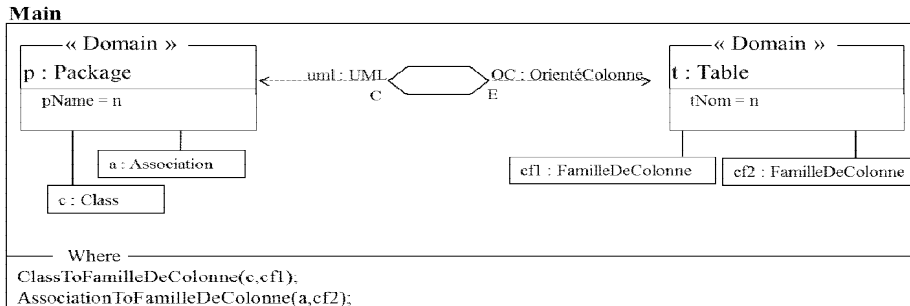 Main
« Domain »
p : Package
pName = n
a : Association
c : Class
uml : UML
C
OC : OrientéColonne
E
« Domain »
t : Table
tNom = n
cf1 : FamilleDeColonne
cf2 : FamilleDeColonne
Where
ClassToFamilleDeColonne(c,cf1);
AssociationToFamilleDeColonne(a,cf2);